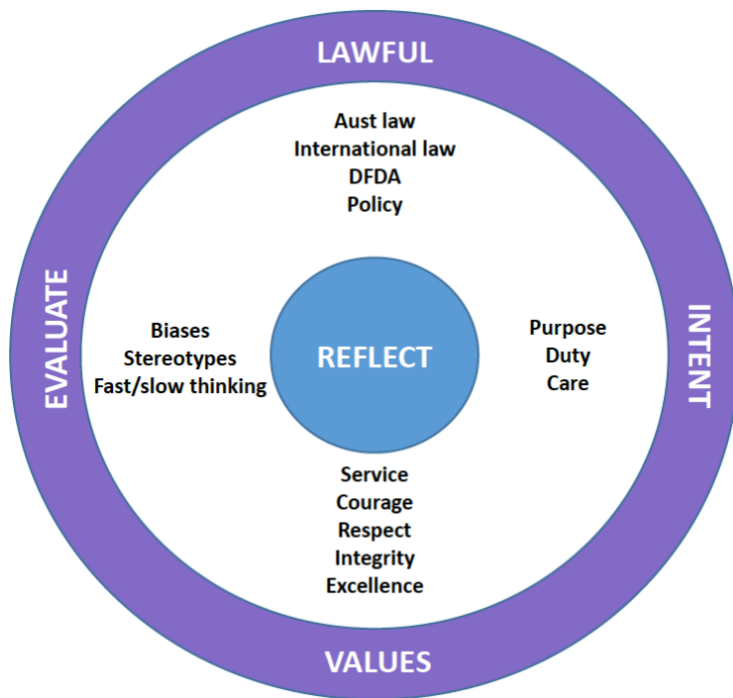 LAWFUL
Aust law
International law
DFDA
Policy
EVALUATE
Biases
Stereotypes
Fast/slow thinking
REFLECT
Purpose
Duty
Care
INTENT
Service
Courage
Respect
Integrity
Excellence
VALUES